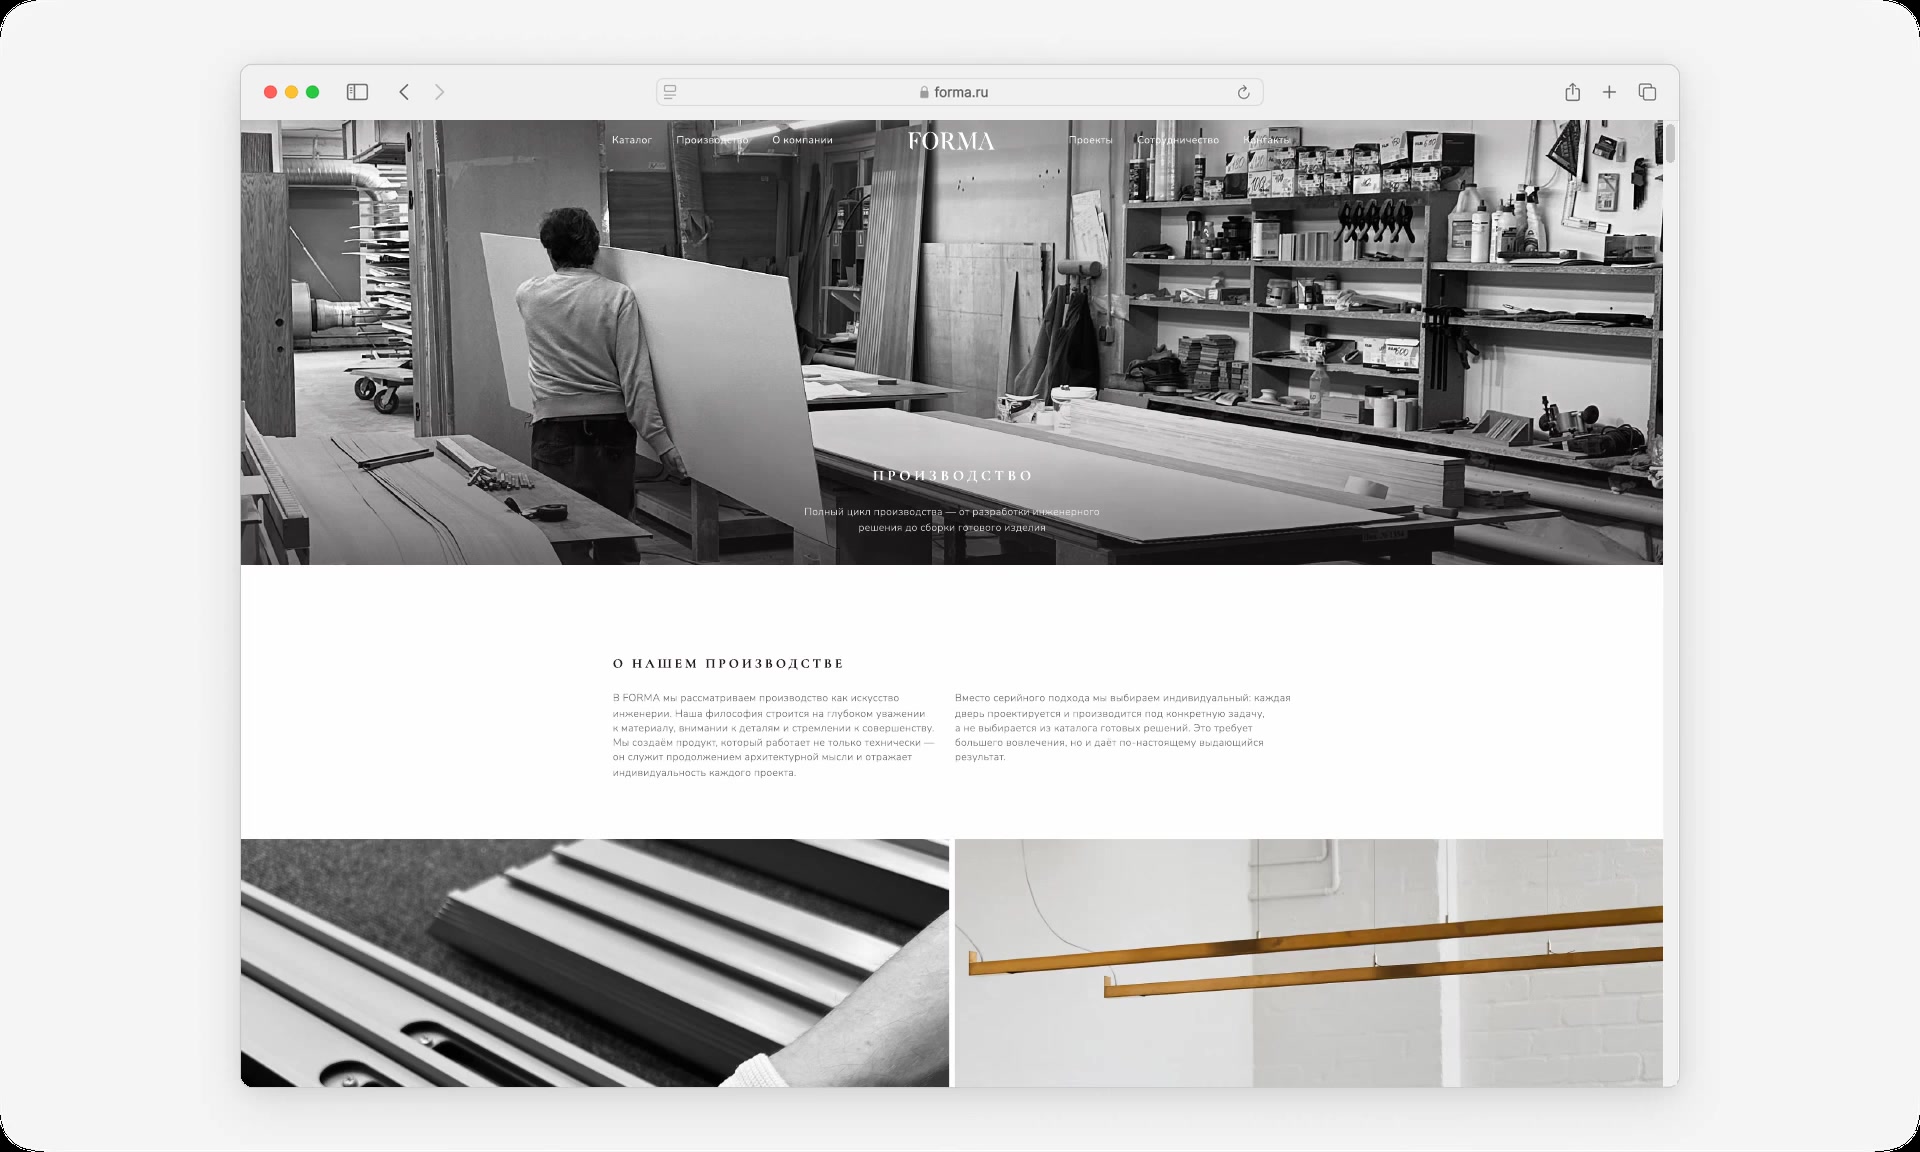 forma.ru
Каталог Производство О компании FORMA Проекты Сотрудничество Контакты
ПРОИЗВОДСТВО
Полный цикл производства — от разработки инженерного
решения до сборки готового изделия
О НАШЕМ ПРОИЗВОДСТВЕ
В FORMA мы рассматриваем производство как искусство
инженерии. Наша философия строится на глубоком уважении
к материалу, внимании к деталям и стремлении к совершенству.
Мы создаём продукт, который работает не только технически —
он служит продолжением архитектурной мысли и отражает
индивидуальность каждого проекта.
Вместо серийного подхода мы выбираем индивидуальный: каждая
дверь проектируется и производится под конкретную задачу,
а не выбирается из каталога готовых решений. Это требует
большего вовлечения, но и даёт по-настоящему выдающийся
результат.